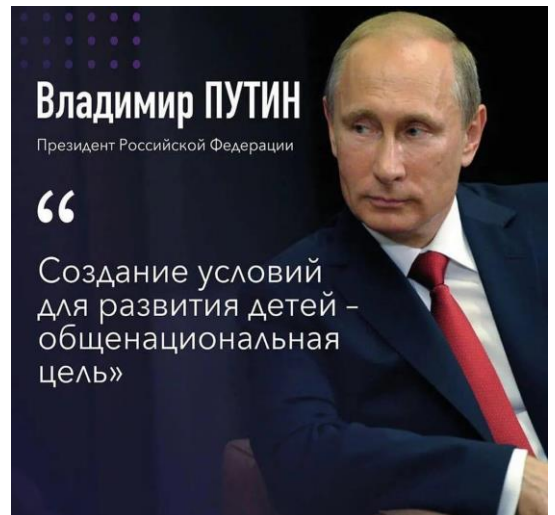 Владимир ПУТИН
Президент Российской Федерации
“
Создание условий
для развития детей –
общенациональная
цель»